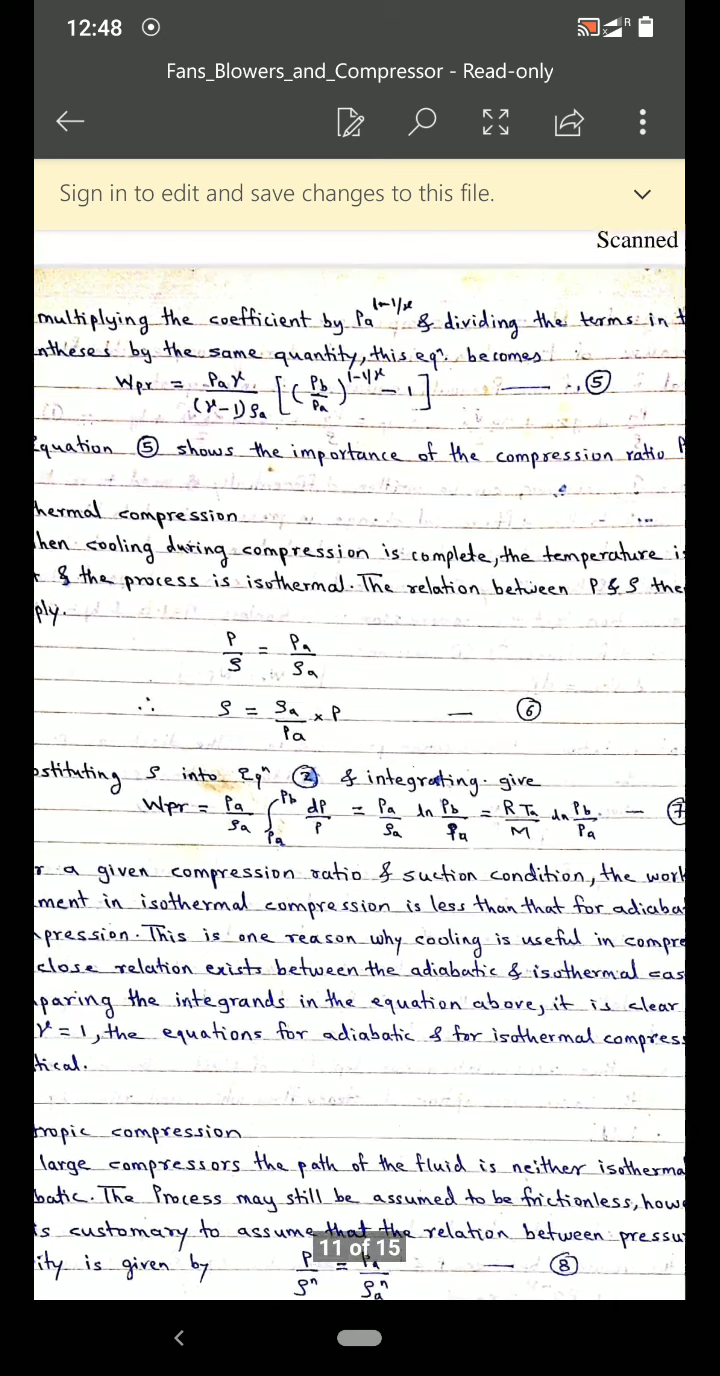 12:48
R
Fans_Blowers_and_Compressor - Read-only
Sign in to edit and save changes to this file.
Scanned
multiplying the coefficient by Pa^(1-1/γ) & dividing the terms in t
ntheses by the same quantity, this eqn. becomes
Wpr = Paγ/((γ-1)ρa) [(Pb/Pa)^(1-1/γ) - 1] — .. ⑤
Equation ⑤ shows the importance of the compression ratio P
hermal compression
hen cooling during compression is complete, the temperature is
t & the process is isothermal. The relation between P & ρ the
ply.
P/ρ = Pa/ρa
∴ ρ = ρa/Pa × P — ⑥
ostituting ρ into Eqn ② & integrating give
Wpr = Pa/ρa ∫Pa^Pb dP/P = Pa/ρa ln Pb/Pa = RTa/M ln Pb/Pa. — ⑦
r a given compression ratio & suction condition, the work
ment in isothermal compression is less than that for adiaba
pression. This is one reason why cooling is useful in compre
close relation exists between the adiabatic & isothermal cas
paring the integrands in the equation above, it is clear
γ = 1, the equations for adiabatic & for isothermal compress
tical.
tropic compression
large compressors the path of the fluid is neither isotherma
batic. The Process may still be assumed to be frictionless, howe
is customary to assume that the relation between pressur
ity is given by P/ρ^n = Pa/ρa^n — ⑧
11 of 15